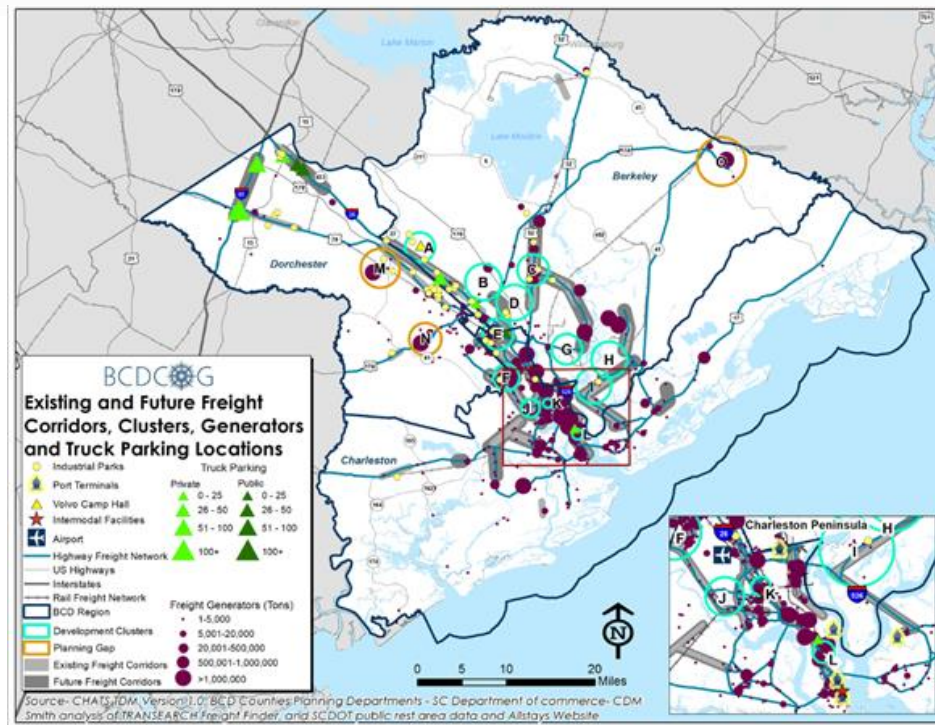 Lake Marion
Lake Moultrie
Berkeley
Dorchester
Charleston
A
B
C
D
E
F
G
H
I
J
K
L
M
N
O
BCDCOG
Existing and Future Freight
Corridors, Clusters, Generators
and Truck Parking Locations
Industrial Parks
Port Terminals
Volvo Camp Hall
Intermodal Facilities
Airport
Highway Freight Network
US Highways
Interstates
Rail Freight Network
BCD Region
Development Clusters
Planning Gap
Existing Freight Corridors
Future Freight Corridors
Truck Parking
Private
Public
0 - 25
0 - 25
26 - 50
26 - 50
51 - 100
51 - 100
100+
100+
Freight Generators (Tons)
1-5,000
5,001-20,000
20,001-500,000
500,001-1,000,000
>1,000,000
N
0
5
10
20
Miles
Charleston Peninsula
F
H
I
J
K
L
26
526
Source- CHATS TDM Version 1.0; BCD Counties Planning Departments - SC Department of commerce- CDM
Smith analysis of TRANSEARCH Freight Finder, and SCDOT public rest area data and Allstays Website